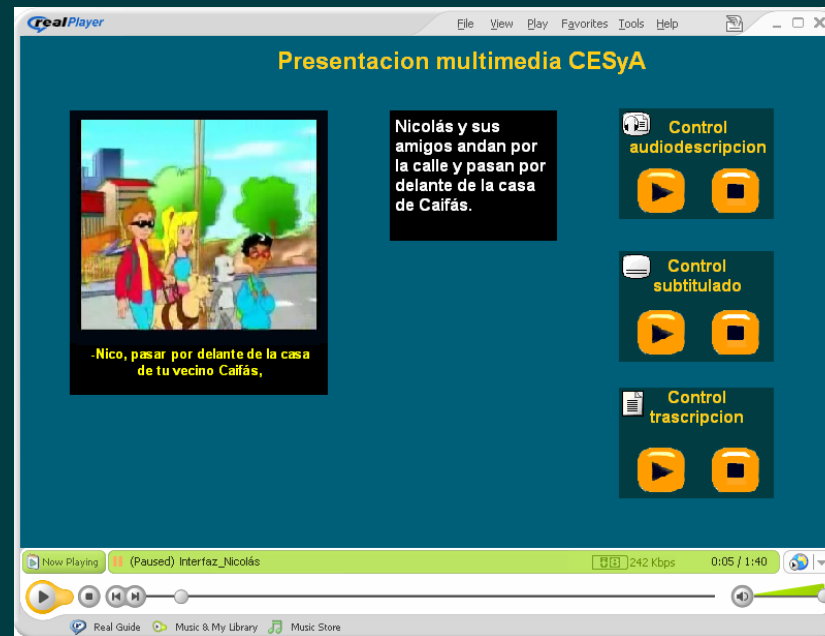 realPlayer
File View Play Favorites Tools Help
Presentacion multimedia CESyA
-Nico, pasar por delante de la casa
de tu vecino Caifás,
Nicolás y sus
amigos andan por
la calle y pasan por
delante de la casa
de Caifás.
Control
audiodescripcion
Control
subtitulado
Control
trascripcion
Now Playing (Paused) Interfaz_Nicolás 242 Kbps 0:05 / 1:40
Real Guide Music & My Library Music Store